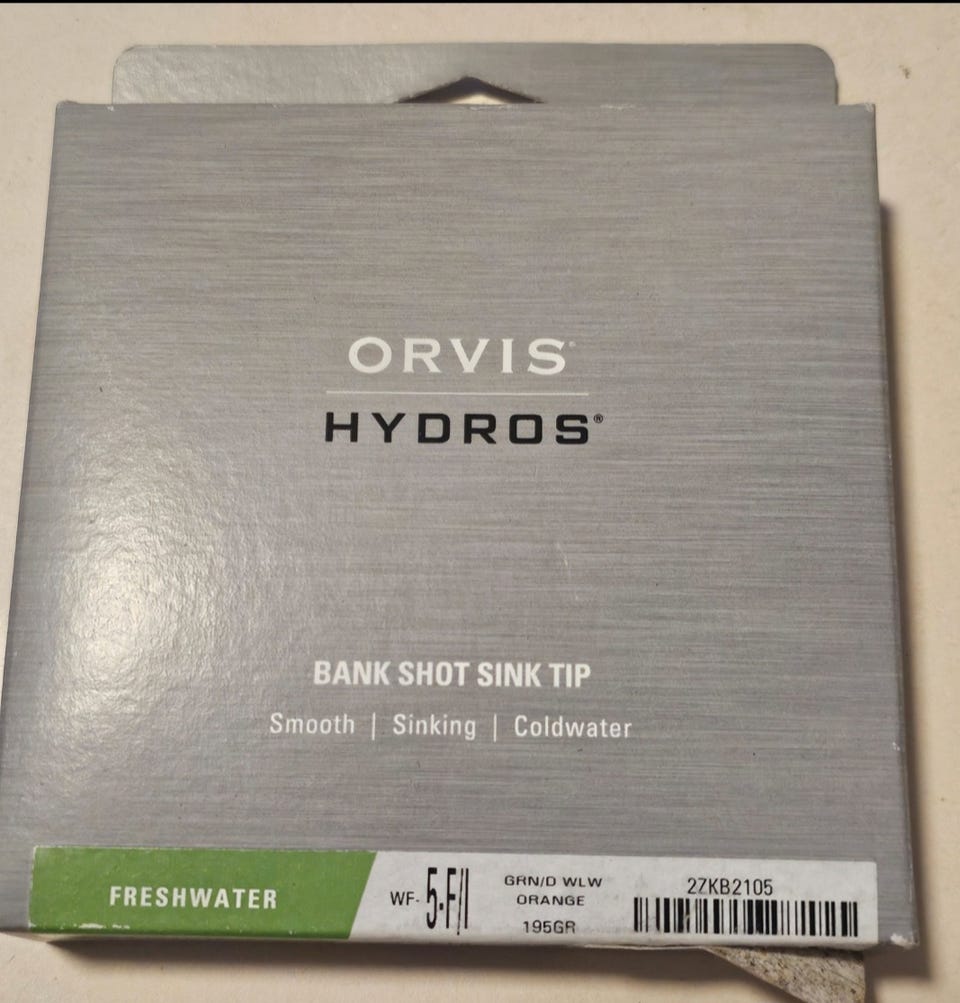 ORVIS
HYDROS®
BANK SHOT SINK TIP
Smooth | Sinking | Coldwater
FRESHWATER
WF-5-F/I
GRN/D WLW
ORANGE
195GR
2ZKB2105